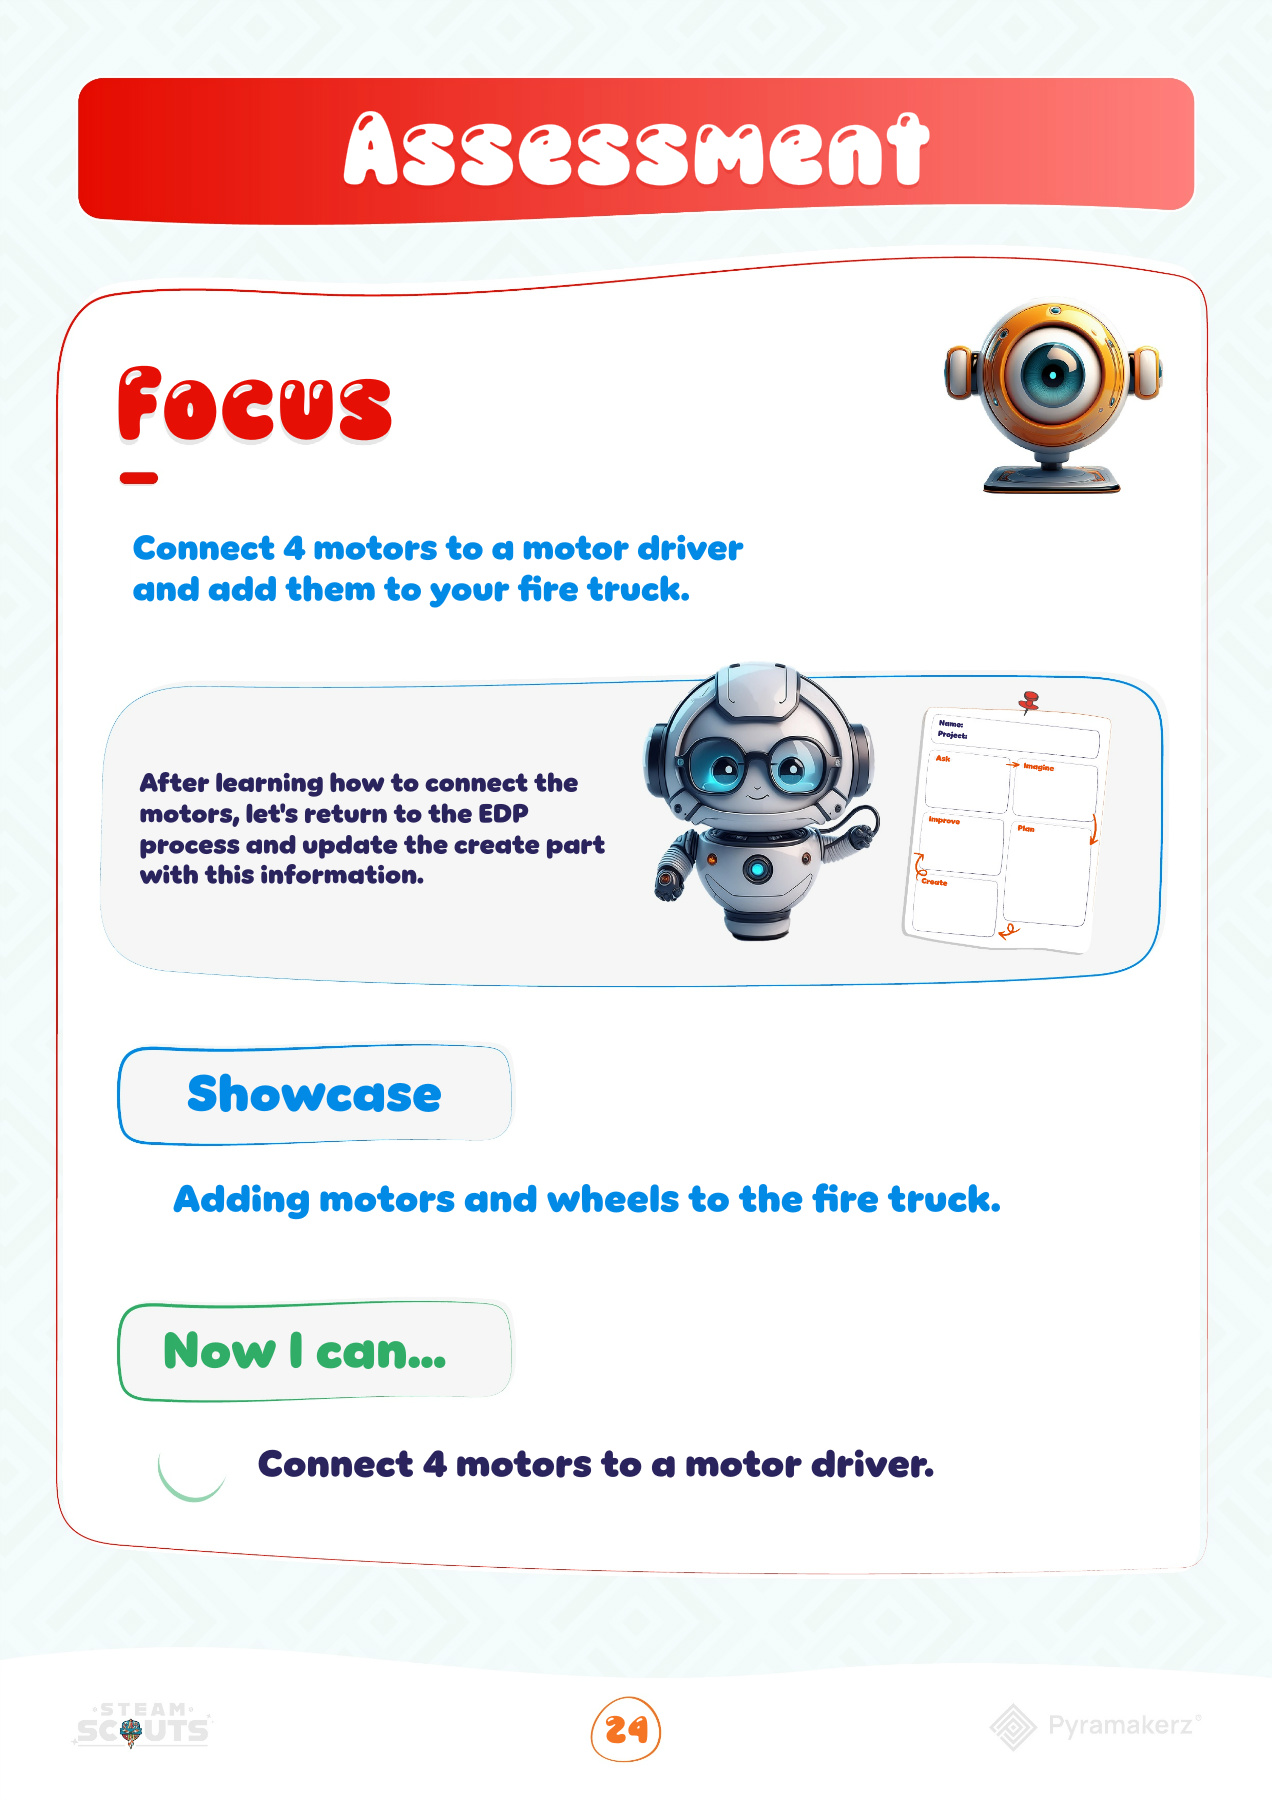 Assessment
Focus
Connect 4 motors to a motor driver
and add them to your fire truck.
After learning how to connect the
motors, let's return to the EDP
process and update the create part
with this information.
Name:
Project:
Ask
Imagine
Improve
Plan
Create
Showcase
Adding motors and wheels to the fire truck.
Now I can...
Connect 4 motors to a motor driver.
STEAM
SCOUTS
24
Pyramakerz